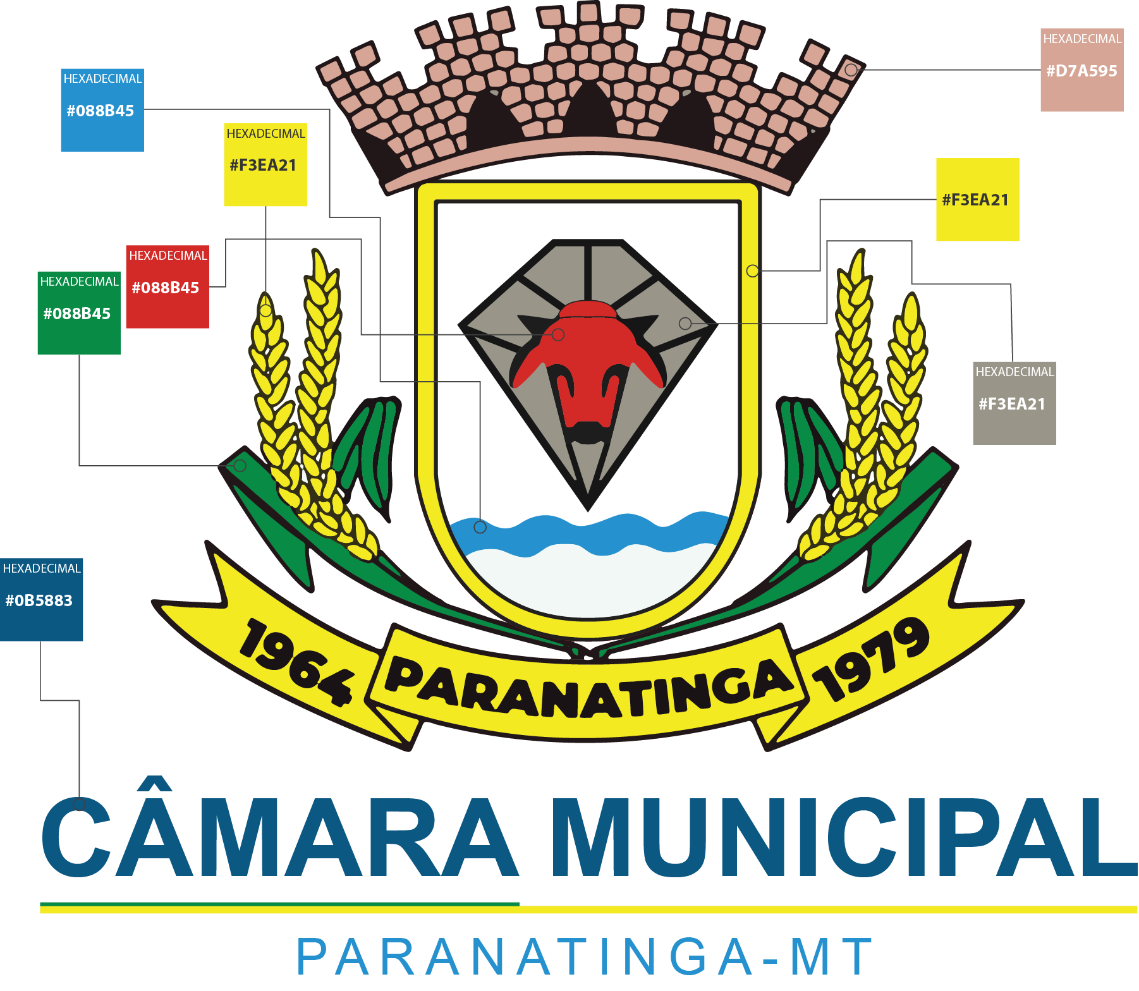 HEXADECIMAL
#D7A595
HEXADECIMAL
#088B45
HEXADECIMAL
#F3EA21
#F3EA21
HEXADECIMAL
#088B45
HEXADECIMAL
#088B45
HEXADECIMAL
#F3EA21
HEXADECIMAL
#0B5883
1964 PARANATINGA 1979
CÂMARA MUNICIPAL
PARANATINGA-MT